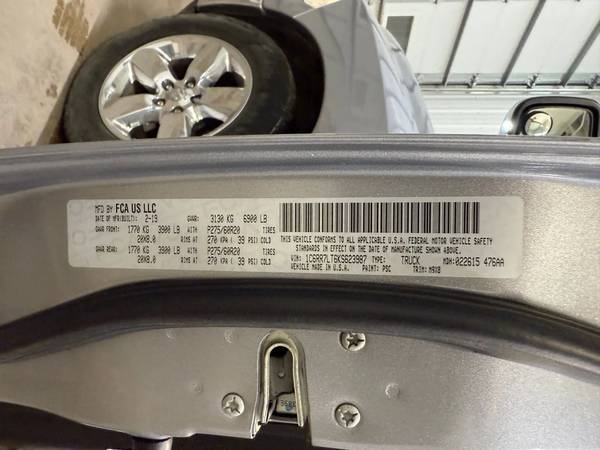 MFD BY FCA US LLC
DATE OF MFR(BUILT): 2-19 GVWR: 3130 KG 6900 LB
GAWR FRONT: 1770 KG 3900 LB WITH P275/60R20 TIRES
20X8.0 RIMS AT 270 KPA ( 39 PSI) COLD
GAWR REAR: 1770 KG 3900 LB WITH P275/60R20 TIRES
20X8.0 RIMS AT 270 KPA ( 39 PSI) COLD
THIS VEHICLE CONFORMS TO ALL APPLICABLE U.S.A. FEDERAL MOTOR VEHICLE SAFETY
STANDARDS IN EFFECT ON THE DATE OF MANUFACTURE SHOWN ABOVE.
VIN: 1C6RR7LT6KS623987 TYPE: TRUCK MDH: 022615 476AA
VEHICLE MADE IN: U.S.A. PAINT: PSC TRIM: M9X8